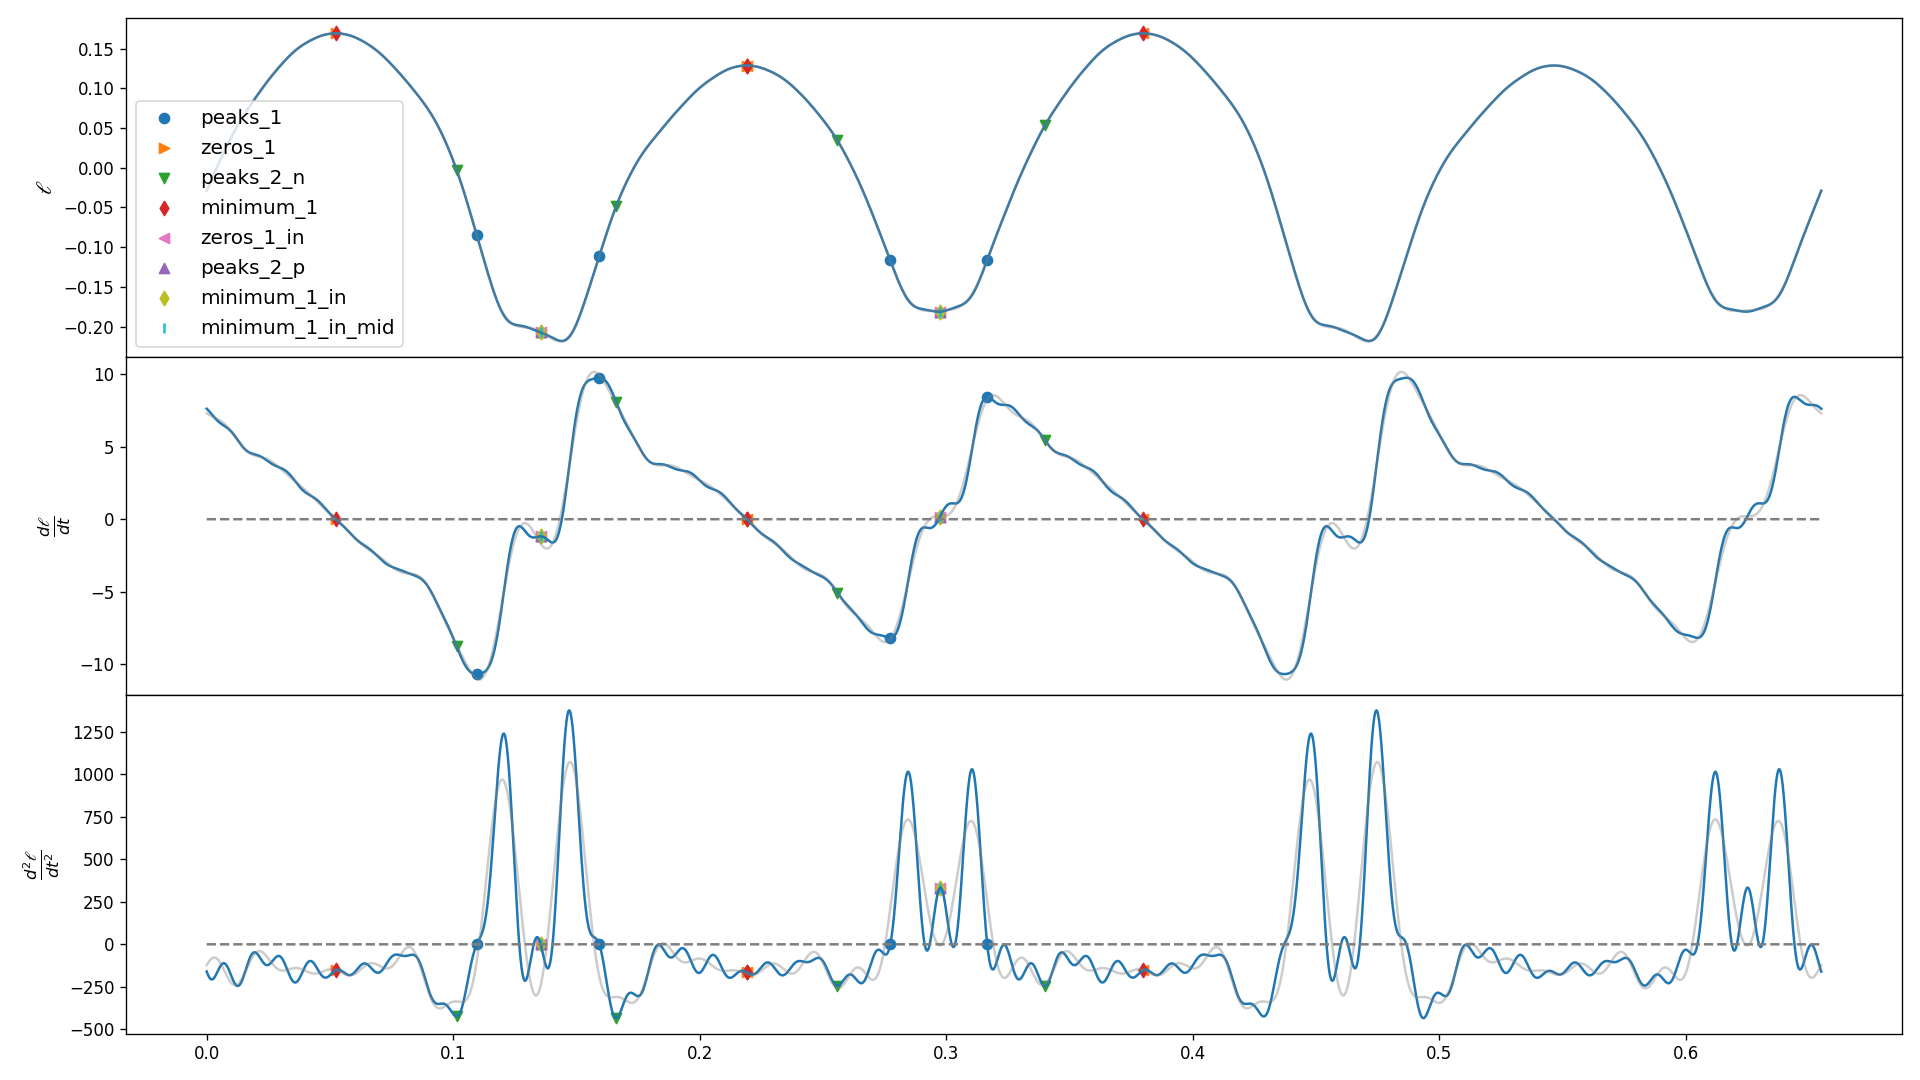 0.15
0.10
0.05
0.00
−0.05
−0.10
−0.15
−0.20
ℓ
peaks_1
zeros_1
peaks_2_n
minimum_1
zeros_1_in
peaks_2_p
minimum_1_in
minimum_1_in_mid
10
5
0
−5
−10
dℓ
dt
1250
1000
750
500
250
0
−250
−500
d²ℓ
dt²
0.0 0.1 0.2 0.3 0.4 0.5 0.6